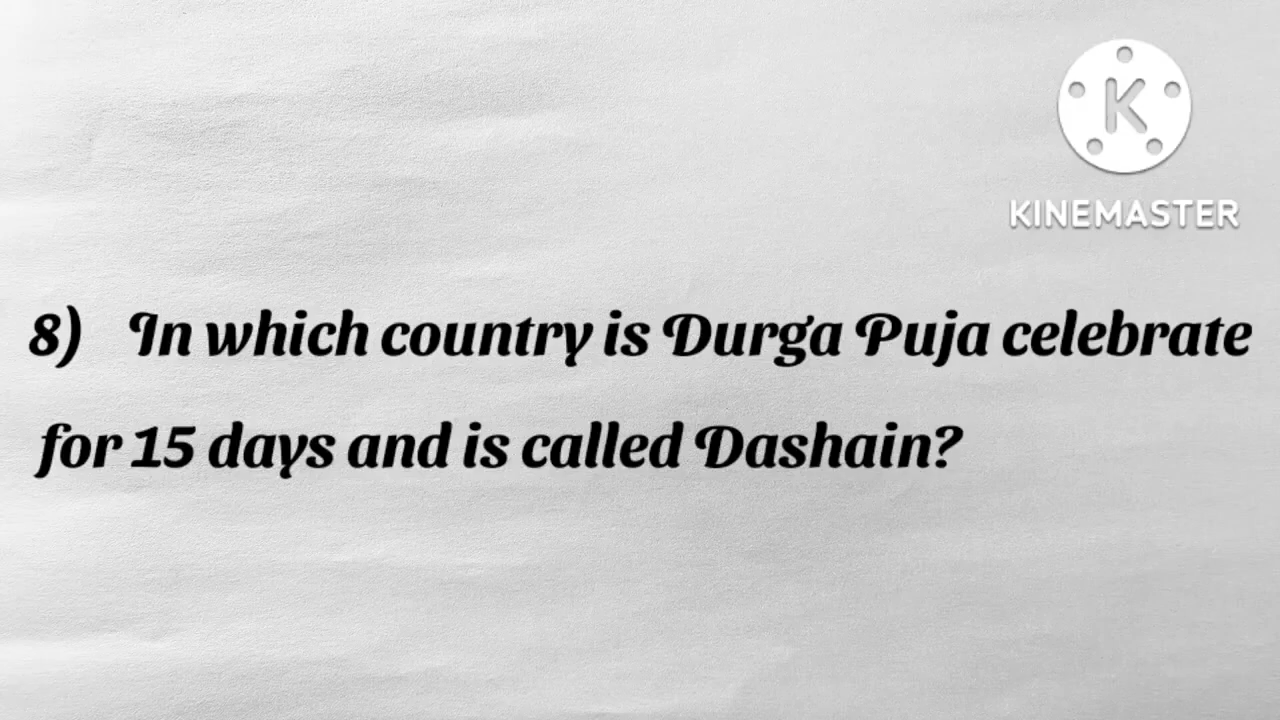 K
KINEMASTER
8) In which country is Durga Puja celebrate
for 15 days and is called Dashain?